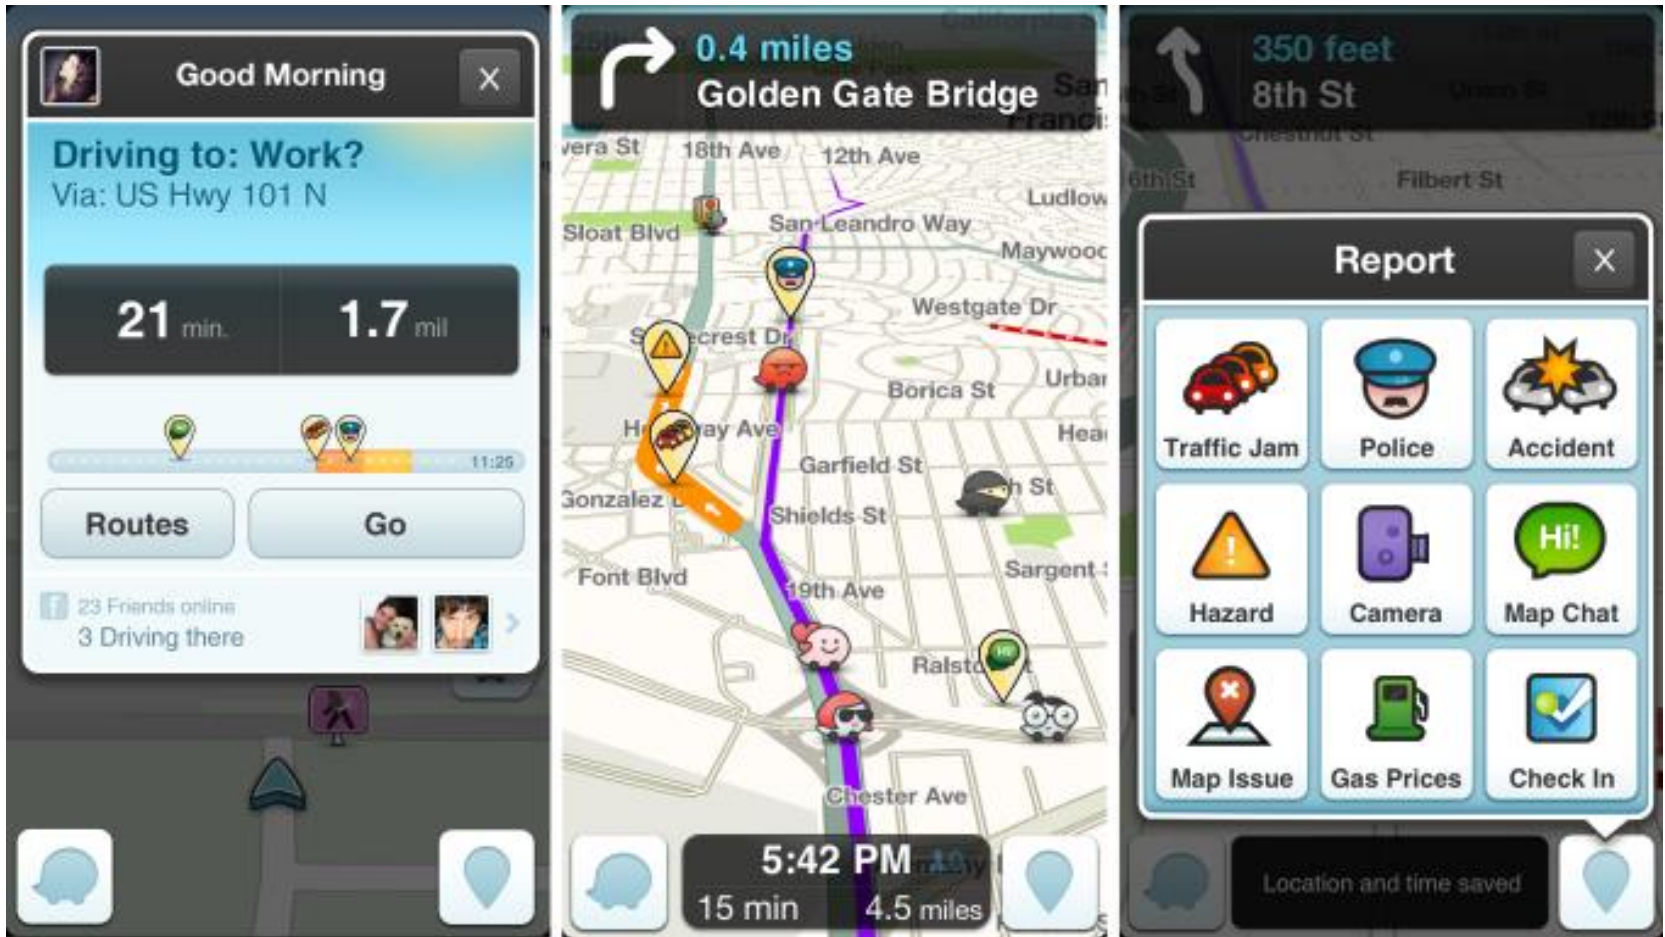 Good Morning
X
Driving to: Work?
Via: US Hwy 101 N
21 min.
1.7 mil
11:25
Routes
Go
23 Friends online
3 Driving there
0.4 miles
Golden Gate Bridge
18th Ave
12th Ave
Ludlow
Sloat Blvd
San Leandro Way
Maywood
Westgate Dr
Borica St
Garfield St
Shields St
Font Blvd
Sargent
19th Ave
Chester Ave
5:42 PM
15 min
4.5 miles
350 feet
8th St
Chestnut St
Filbert St
Report
X
Traffic Jam
Police
Accident
Hazard
Camera
Hi!
Map Chat
Map Issue
Gas Prices
Check In
Location and time saved